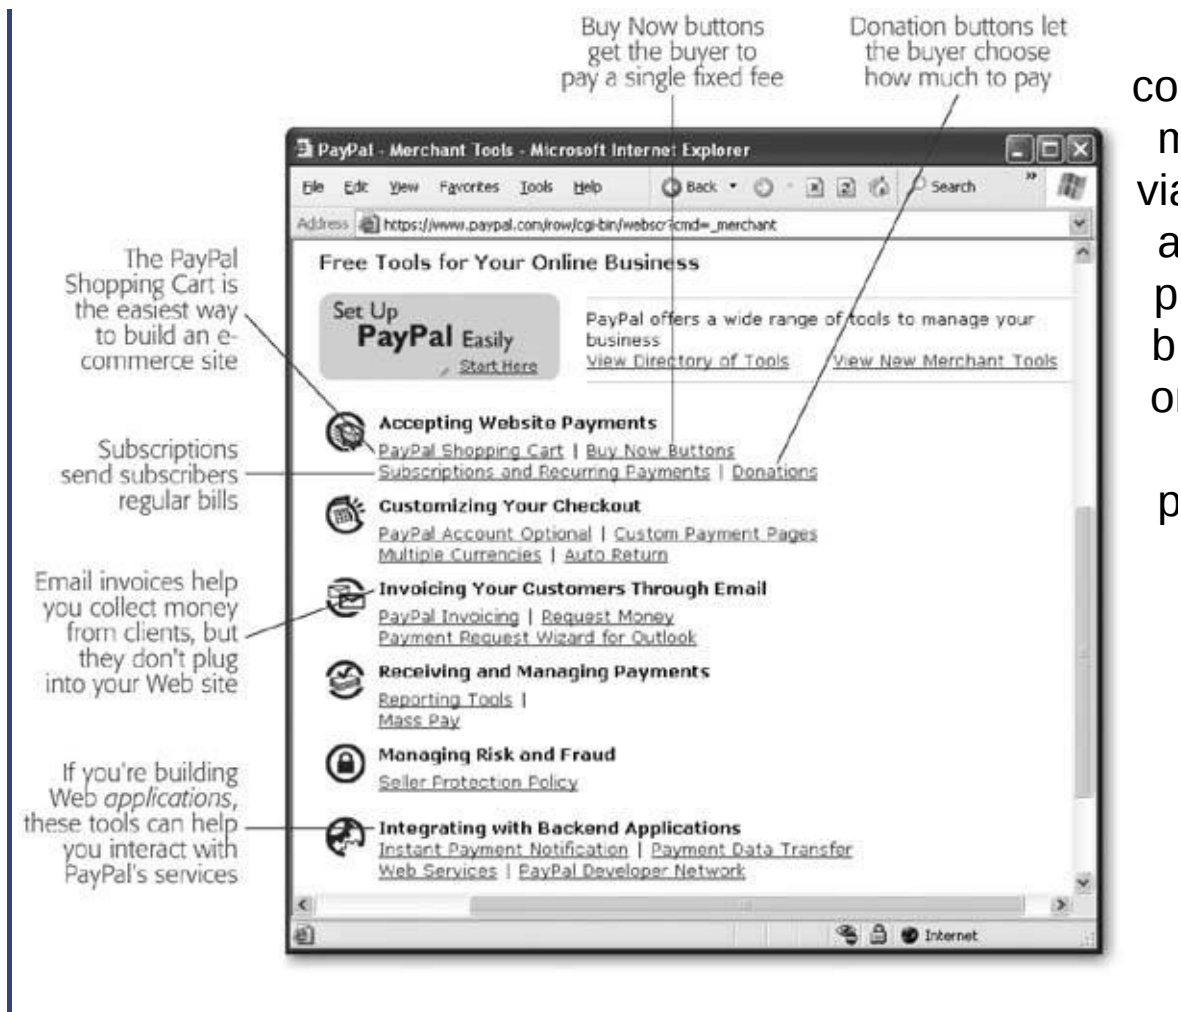 Buy Now buttons
get the buyer to
pay a single fixed fee
Donation buttons let
the buyer choose
how much to pay
PayPal - Merchant Tools - Microsoft Internet Explorer
File Edit View Favorites Tools Help Back Search »
Address https://www.paypal.com/row/cgi-bin/webscr?cmd=_merchant
Free Tools for Your Online Business
Set Up
PayPal Easily
Start Here
PayPal offers a wide range of tools to manage your
business
View Directory of Tools View New Merchant Tools
The PayPal
Shopping Cart is
the easiest way
to build an e-
commerce site
Accepting Website Payments
PayPal Shopping Cart | Buy Now Buttons
Subscriptions and Recurring Payments | Donations
Subscriptions
send subscribers
regular bills
Customizing Your Checkout
PayPal Account Optional | Custom Payment Pages
Multiple Currencies | Auto Return
Email invoices help
you collect money
from clients, but
they don't plug
into your Web site
Invoicing Your Customers Through Email
PayPal Invoicing | Request Money
Payment Request Wizard for Outlook
Receiving and Managing Payments
Reporting Tools |
Mass Pay
Managing Risk and Fraud
Seller Protection Policy
If you're building
Web applications,
these tools can help
you interact with
PayPal's services
Integrating with Backend Applications
Instant Payment Notification | Payment Data Transfer
Web Services | PayPal Developer Network
Internet
co
via